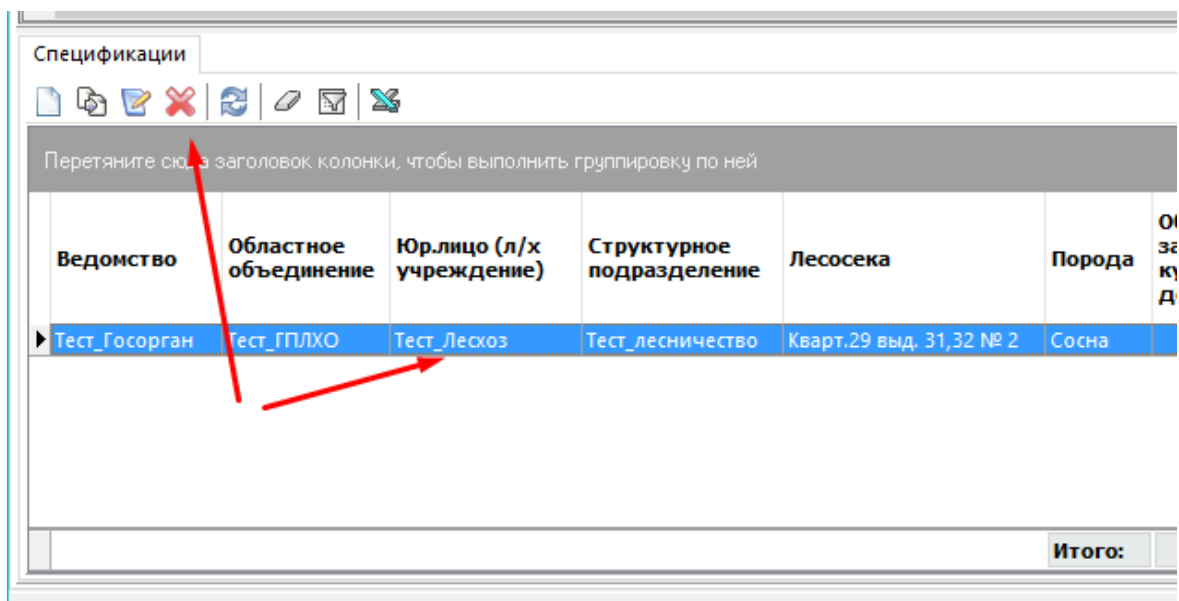 Спецификации
Перетяните сюда заголовок колонки, чтобы выполнить группировку по ней
Ведомство
Областное
объединение
Юр.лицо (л/х
учреждение)
Структурное
подразделение
Лесосека
Порода
Тест_Госорган Тест_ГПЛХО Тест_Лесхоз Тест_лесничество Кварт.29 выд. 31,32 № 2 Сосна
Итого: